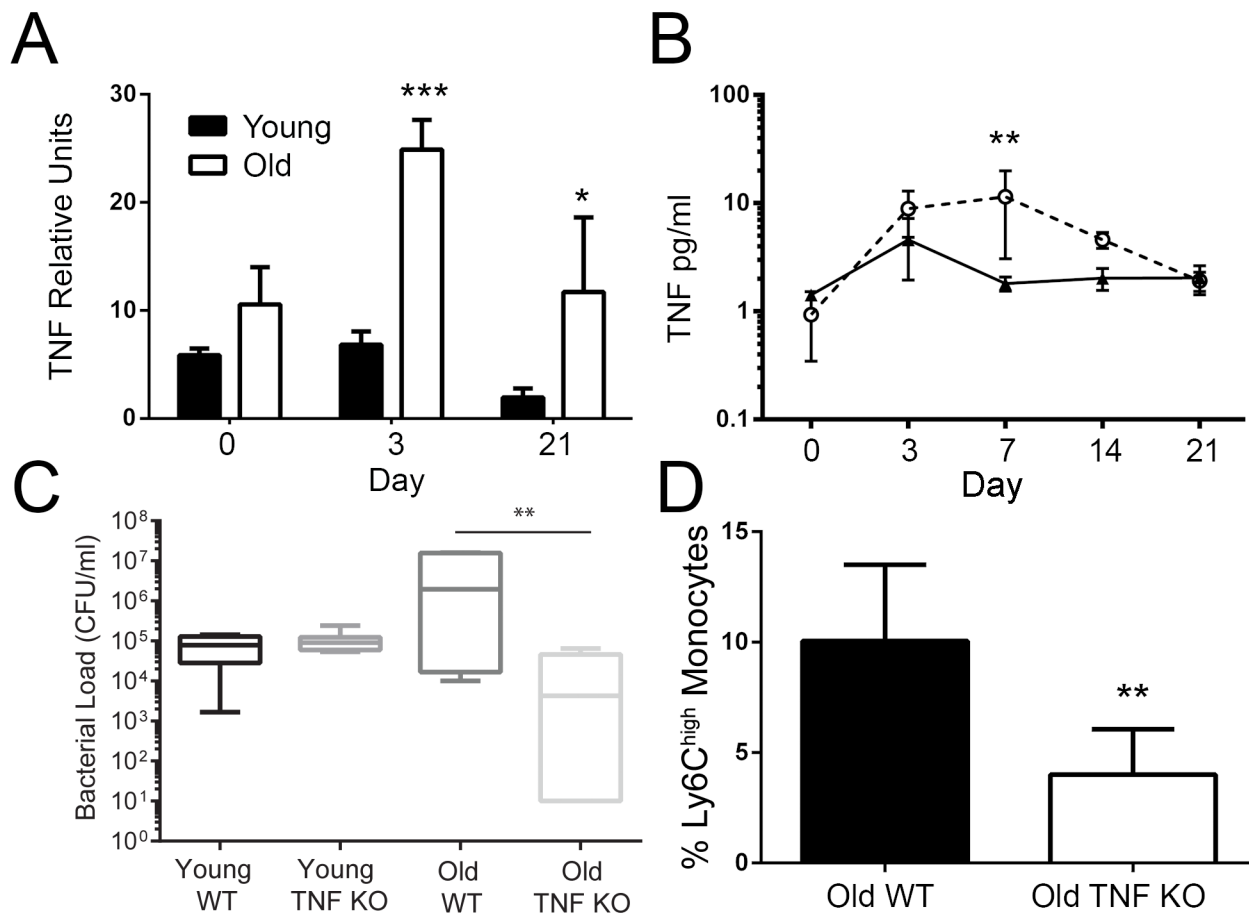 A
TNF Relative Units
30
20
10
0
***
*
Young
Old
0 3 21
Day
B
TNF pg/ml
100
10
1
0.1
**
0 3 7 14 21
Day
C
Bacterial Load (CFU/ml)
10⁸
10⁷
10⁶
10⁵
10⁴
10³
10²
10¹
10⁰
**
Young WT
Young TNF KO
Old WT
Old TNF KO
D
% Ly6Cʰⁱᵍʰ Monocytes
15
10
5
0
**
Old WT
Old TNF KO